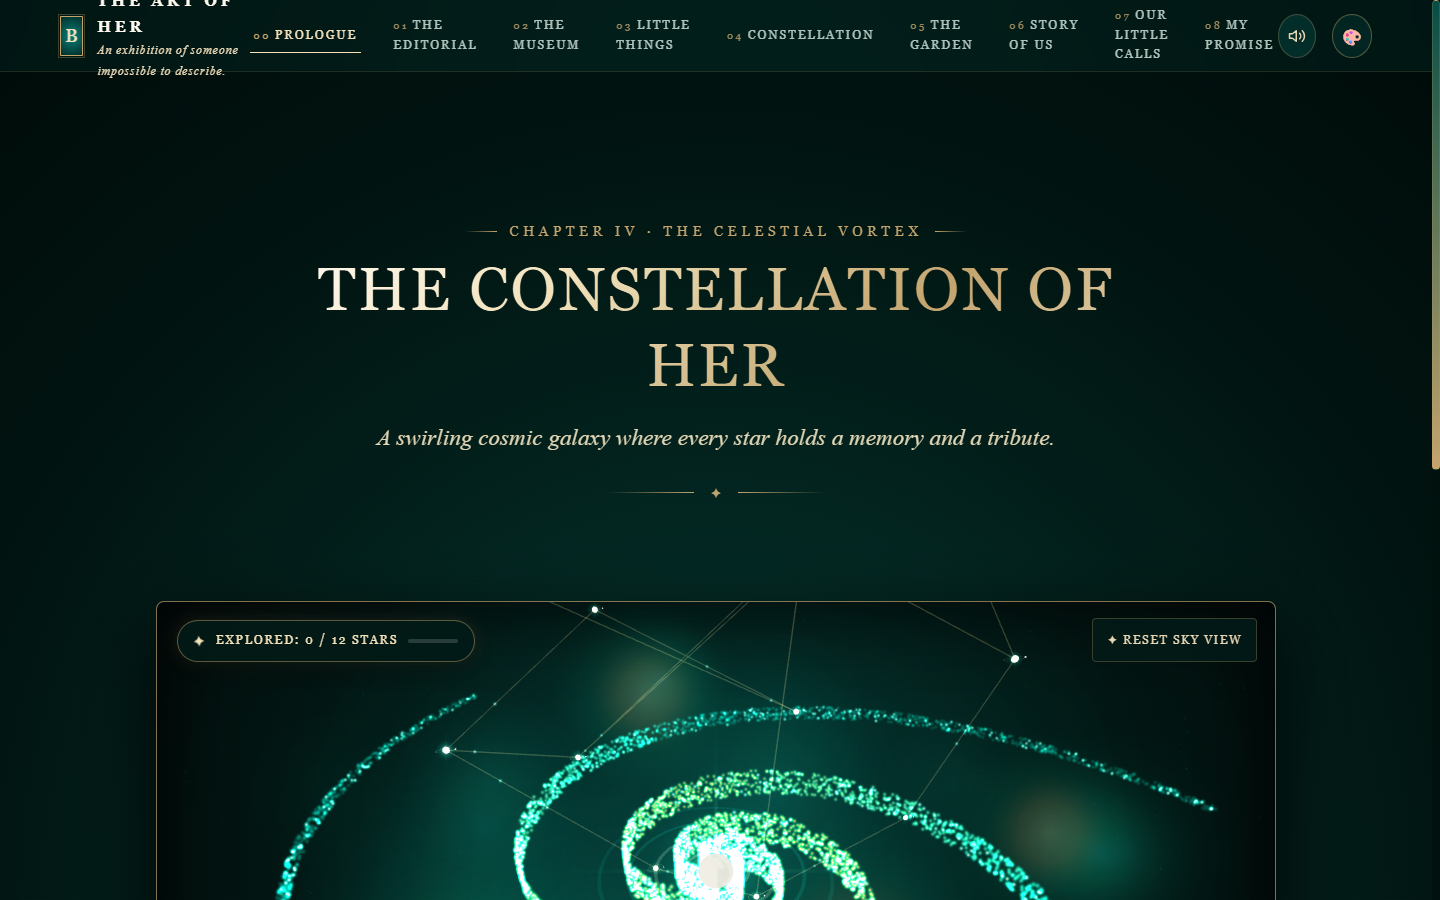 B
THE ART OF
HER
An exhibition of someone
impossible to describe.
00 PROLOGUE
01 THE
EDITORIAL
02 THE
MUSEUM
03 LITTLE
THINGS
04 CONSTELLATION
05 THE
GARDEN
06 STORY
OF US
07 OUR
LITTLE
CALLS
08 MY
PROMISE
CHAPTER IV · THE CELESTIAL VORTEX
THE CONSTELLATION OF
HER
A swirling cosmic galaxy where every star holds a memory and a tribute.
✦ EXPLORED: 0 / 12 STARS
✦ RESET SKY VIEW